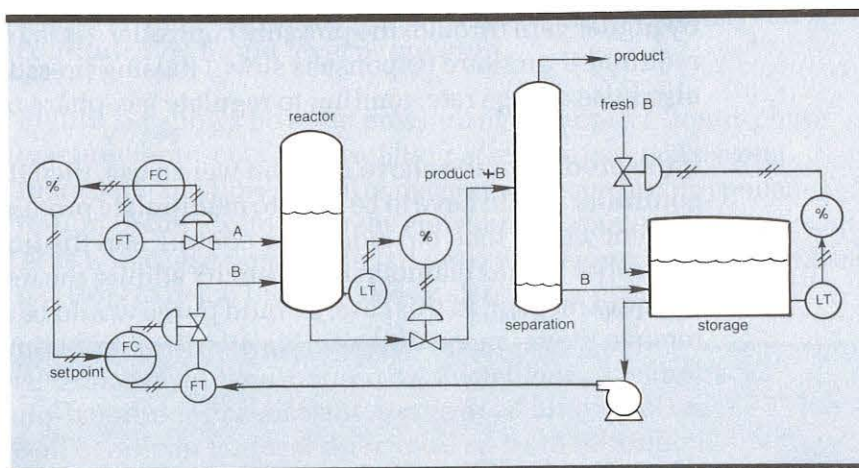 product
reactor
fresh B
%
FC
product + B
%
%
FT
A
B
LT
B
FC
separation
storage
LT
setpoint
FT